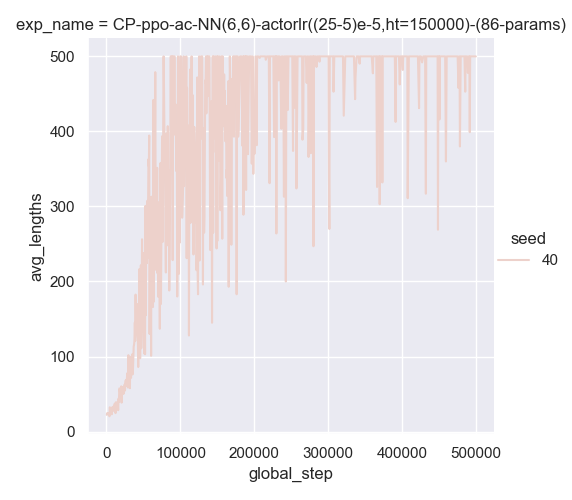 exp_name = CP-ppo-ac-NN(6,6)-actorlr((25-5)e-5,ht=150000)-(86-params)
500
400
300
200
100
0
avg_lengths
0 100000 200000 300000 400000 500000
global_step
seed
40